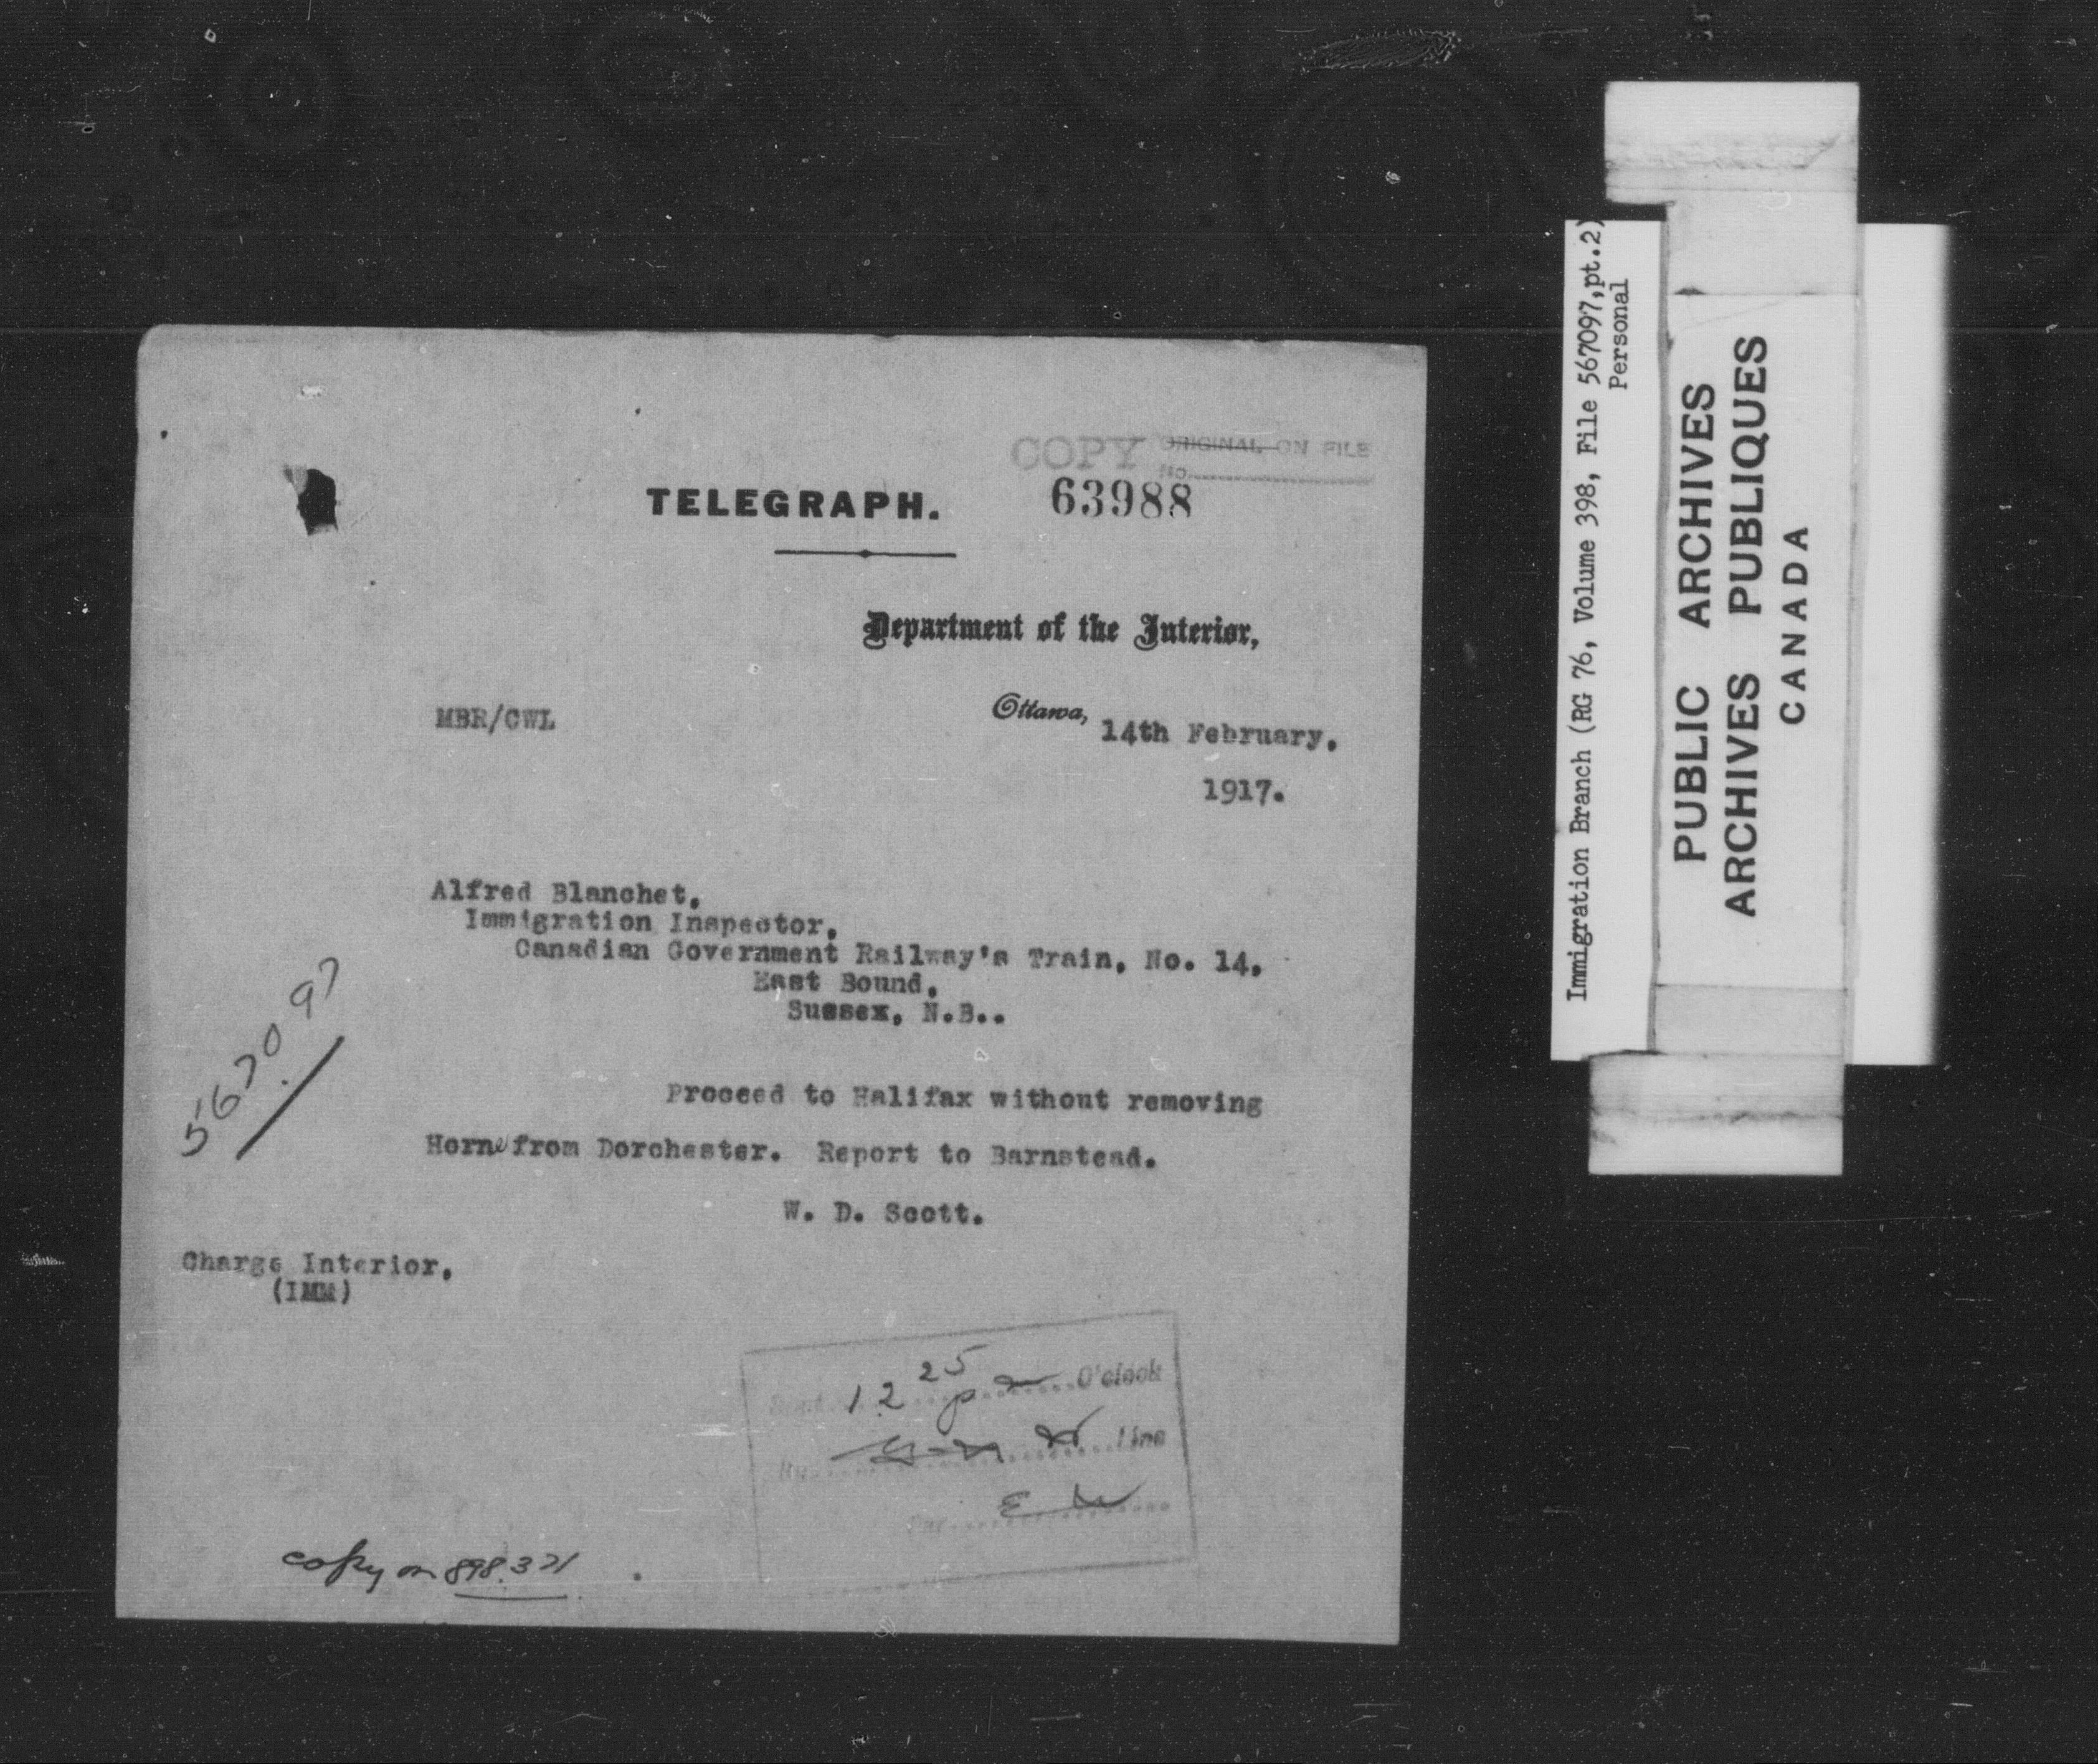 COPY ORIGINAL ON FILE
No.
TELEGRAPH. 63988
Department of the Interior,
MBR/CWL
Ottawa, 14th February,
1917.
Alfred Blanchet,
Immigration Inspector,
Canadian Government Railway's Train, No. 14,
East Bound,
Sussex, N.B..
567097
Proceed to Halifax without removing
Horne from Dorchester. Report to Barnstead.
W. D. Scott.
Charge Interior,
(IMM)
12 25 pm O'clock
Line
copy on 898.371
Immigration Branch (RG 76, Volume 398, File 567097,pt.2)
Personal
PUBLIC ARCHIVES
ARCHIVES PUBLIQUES
CANADA